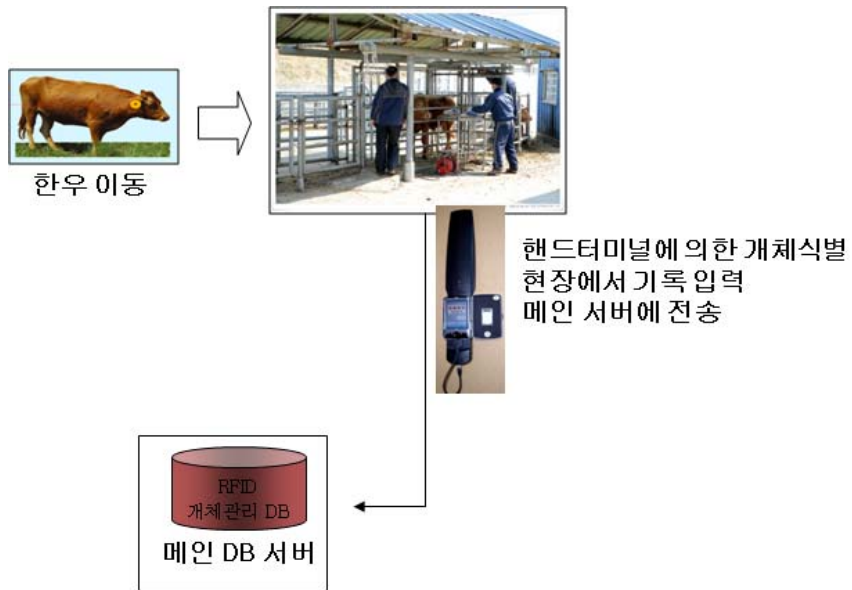 한우 이동
핸드터미널에 의한 개체식별
현장에서 기록 입력
메인 서버에 전송
RFID
개체관리 DB
메인 DB 서버